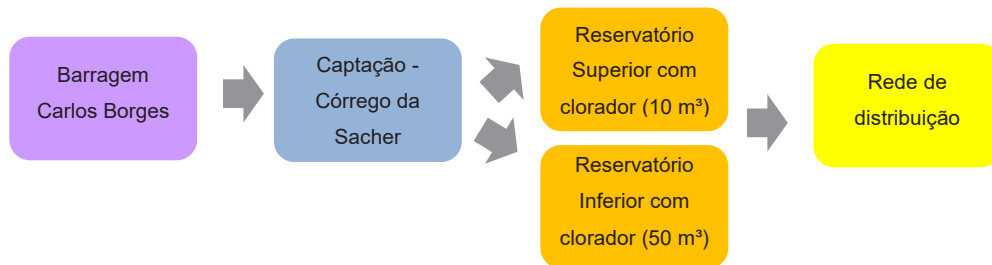 Barragem
Carlos Borges
Captação -
Córrego da
Sacher
Reservatório
Superior com
clorador (10 m³)
Reservatório
Inferior com
clorador (50 m³)
Rede de
distribuição